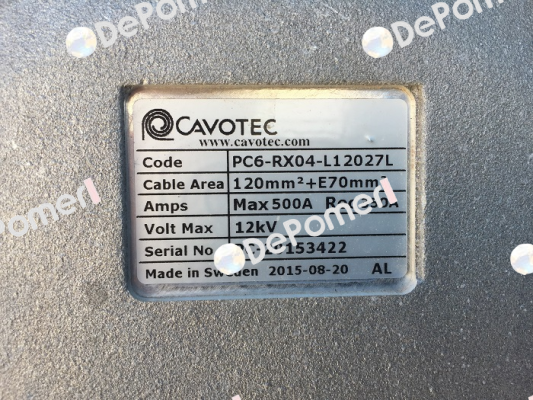 DePomeri
DePomeri
CAVOTEC
www.cavotec.com
Code PC6-RX04-L12027L
Cable Area 120mm²+E70mm²
Amps Max 500A
Volt Max 12kV
Serial No
Made in Sweden 2015-08-20 AL
DePomeri
DePomeri
DePomeri